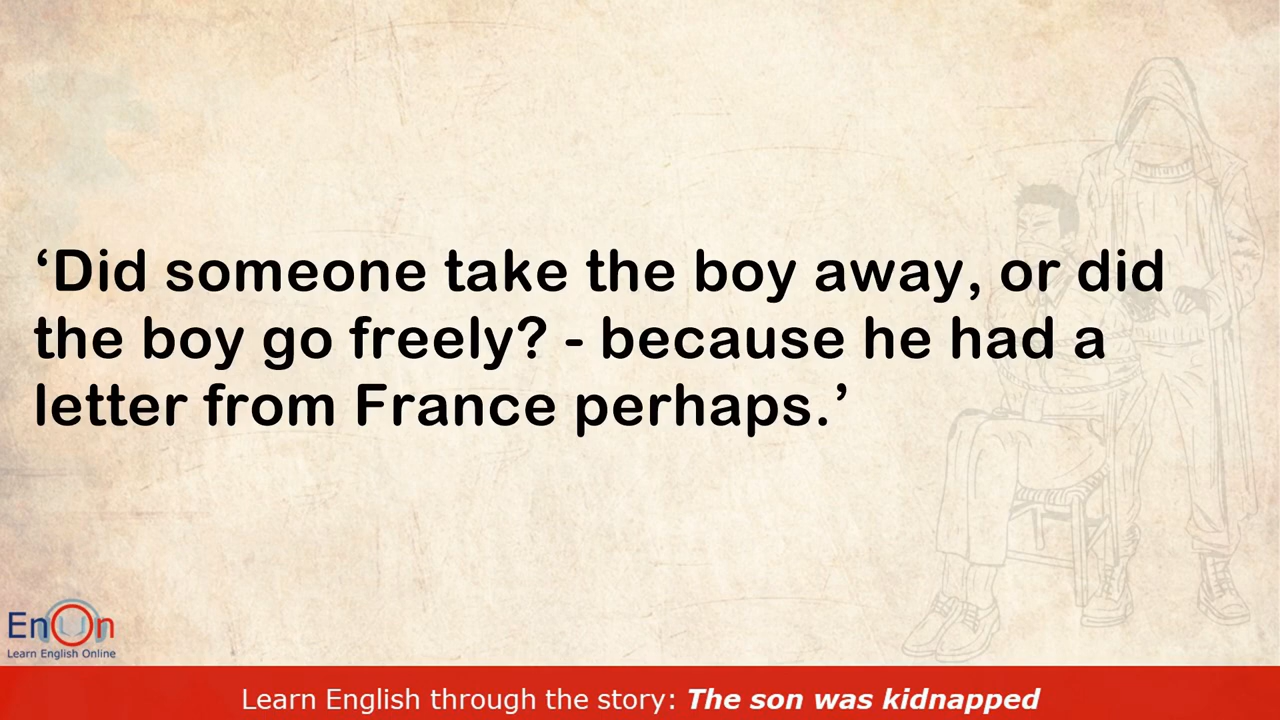 ‘Did someone take the boy away, or did
the boy go freely? - because he had a
letter from France perhaps.’
EnOn
Learn English Online
Learn English through the story: The son was kidnapped